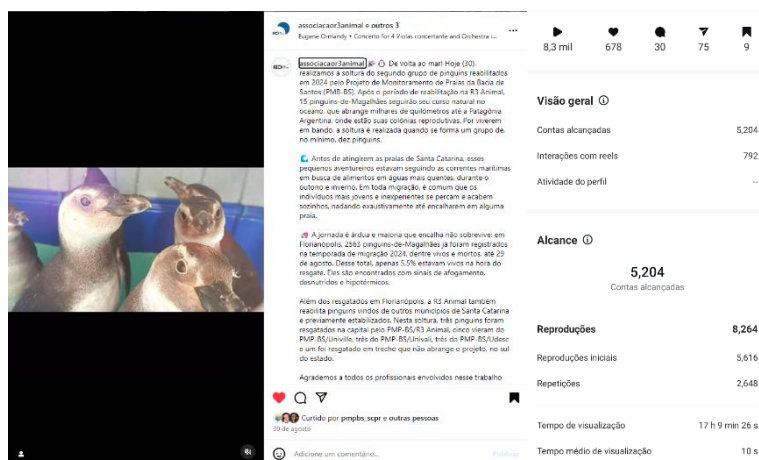 associacaor3animal e outros 3
Eugene Ormandy • Concerto for 4 Violas concertante and Orchestra i...
associacaor3animal De volta ao mar! Hoje (30),
realizamos a soltura do segundo grupo de pinguins reabilitados
em 2024 pelo Projeto de Monitoramento de Praias da Bacia de
Santos (PMB-BS). Após o período de reabilitação na R3 Animal,
15 pinguins-de-Magalhães seguirão seu curso natural no
oceano, que abrange milhares de quilômetros até a Patagônia
Argentina, onde estão suas colônias reprodutivas. Por viverem
em bando, a soltura é realizada quando se forma um grupo de,
no mínimo, dez pinguins.
Antes de atingirem as praias de Santa Catarina, esses
pequenos aventureiros estavam seguindo as correntes marítimas
em busca de alimentos em águas mais quentes, durante o
outono e inverno. Em toda migração, é comum que os
indivíduos mais jovens e inexperientes se percam e acabem
sozinhos, nadando exaustivamente até encalharem em alguma
praia.
A jornada é árdua e maioria que encalha não sobrevive: em
Florianópolis, 2563 pinguins-de-Magalhães já foram registrados
na temporada de migração 2024, dentre vivos e mortos, até 29
de agosto. Desse total, apenas 5,5% estavam vivos na hora do
resgate. Eles são encontrados com sinais de afogamento,
desnutridos e hipotérmicos.
Além dos resgatados em Florianópolis, a R3 Animal também
reabilita pinguins vindos de outros municípios de Santa Catarina
e previamente estabilizados. Nesta soltura, três pinguins foram
resgatados na capital pelo PMP-BS/R3 Animal, cinco vieram do
PMP-BS/Univille, três do PMP-BS/Univali, três do PMP-BS/Udesc
e um foi resgatado em trecho que não abrange o projeto, no sul
do estado.
Agrademos a todos os profissionais envolvidos nesse trabalho
Curtido por pmpbs_scpr e outras pessoas
30 de agosto
Adicione um comentário...
Publicar
8,3 mil 678 30 75 9
Visão geral
Contas alcançadas 5,204
Interações com reels 792
Atividade do perfil --
Alcance
5,204
Contas alcançadas
Reproduções 8,264
Reproduções iniciais 5,616
Repetições 2,648
Tempo de visualização 17 h 9 min 26 s
Tempo médio de visualização 10 s